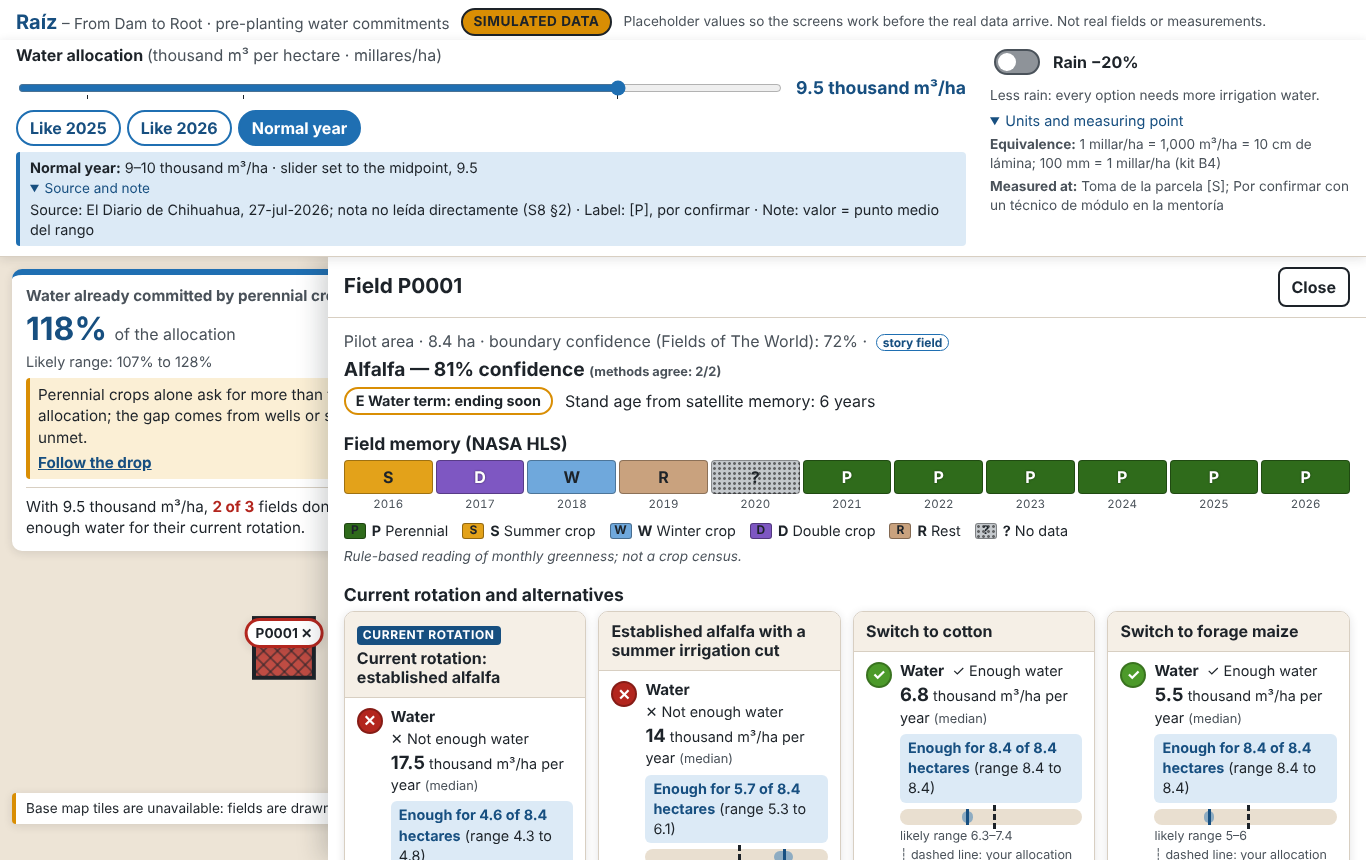 Raíz – From Dam to Root · pre-planting water commitments SIMULATED DATA Placeholder values so the screens work before the real data arrive. Not real fields or measurements.
Water allocation (thousand m³ per hectare · millares/ha)
9.5 thousand m³/ha
Like 2025 Like 2026 Normal year
Normal year: 9–10 thousand m³/ha · slider set to the midpoint, 9.5
▼ Source and note
Source: El Diario de Chihuahua, 27-jul-2026; nota no leída directamente (S8 §2) · Label: [P], por confirmar · Note: valor = punto medio
del rango
Rain −20%
Less rain: every option needs more irrigation water.
▼ Units and measuring point
Equivalence: 1 millar/ha = 1,000 m³/ha = 10 cm de
lámina; 100 mm = 1 millar/ha (kit B4)
Measured at: Toma de la parcela [S]; Por confirmar con
un técnico de módulo en la mentoría
Water already committed by perennial
118% of the allocation
Likely range: 107% to 128%
Perennial crops alone ask for more than
allocation; the gap comes from wells or
unmet.
Follow the drop
With 9.5 thousand m³/ha, 2 of 3 fields
enough water for their current rotation.
P0001 ✕
Base map tiles are unavailable: fields are
Field P0001
Close
Pilot area · 8.4 ha · boundary confidence (Fields of The World): 72% · story field
Alfalfa — 81% confidence (methods agree: 2/2)
E Water term: ending soon Stand age from satellite memory: 6 years
Field memory (NASA HLS)
S D W R ? P P P P P P
2016 2017 2018 2019 2020 2021 2022 2023 2024 2025 2026
P P Perennial S S Summer crop W W Winter crop D D Double crop R R Rest ? ? No data
Rule-based reading of monthly greenness; not a crop census.
Current rotation and alternatives
CURRENT ROTATION
Current rotation:
established alfalfa
✕ Water
✕ Not enough water
17.5 thousand m³/ha per
year (median)
Enough for 4.6 of 8.4
hectares (range 4.3 to
4.8)
Established alfalfa with a
summer irrigation cut
✕ Water
✕ Not enough water
14 thousand m³/ha per
year (median)
Enough for 5.7 of 8.4
hectares (range 5.3 to
6.1)
Switch to cotton
✓ Water ✓ Enough water
6.8 thousand m³/ha per
year (median)
Enough for 8.4 of 8.4
hectares (range 8.4 to
8.4)
likely range 6.3–7.4
┆ dashed line: your allocation
Switch to forage maize
✓ Water ✓ Enough water
5.5 thousand m³/ha per
year (median)
Enough for 8.4 of 8.4
hectares (range 8.4 to
8.4)
likely range 5–6
┆ dashed line: your allocation